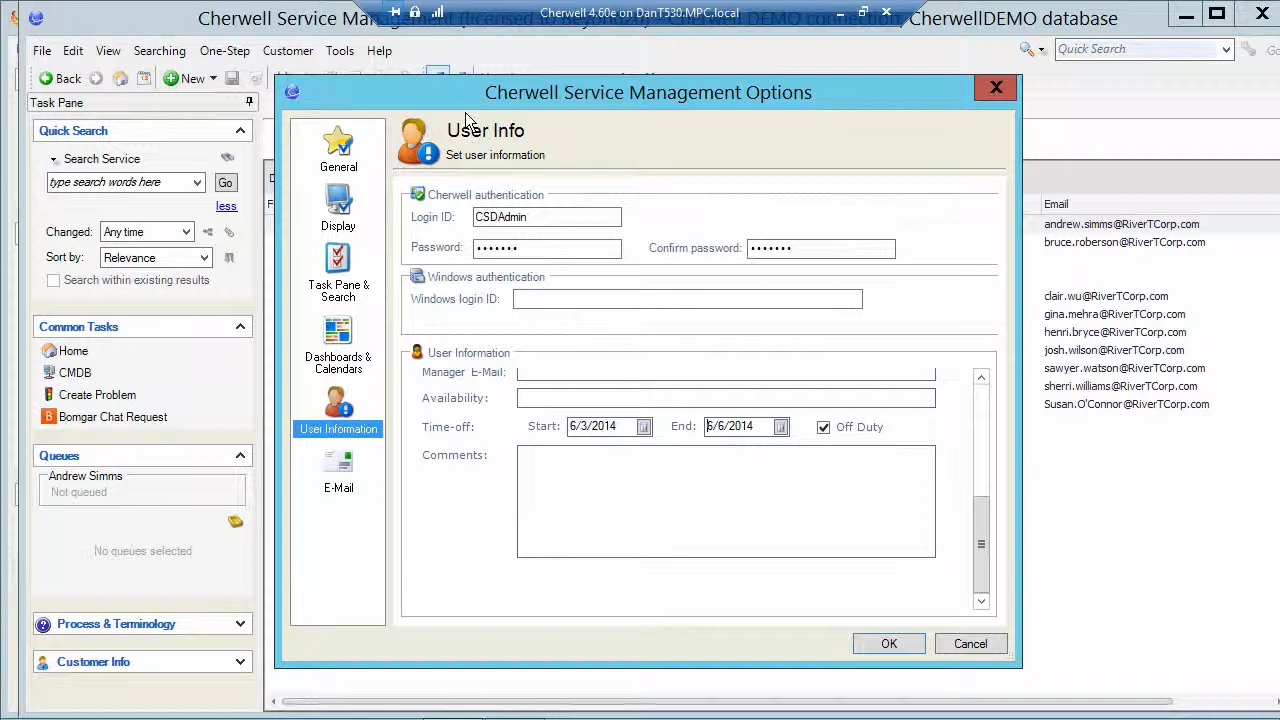 Cherwell Service Management (licensed to
DEMO connection, CherwellDEMO database
Cherwell 4.60e on DanT530.MPC.local
File Edit View Searching One-Step Customer Tools Help
Quick Search
Back New
Task Pane
Quick Search
Search Service
type search words here Go
less
Changed: Any time
Sort by: Relevance
Search within existing results
Common Tasks
Home
CMDB
Create Problem
Bomgar Chat Request
Queues
Andrew Simms
Not queued
No queues selected
Process & Terminology
Customer Info
Cherwell Service Management Options
General
Display
Task Pane
& Search
Dashboards &
Calendars
User Information
E-Mail
User Info
Set user information
Cherwell authentication
Login ID: CSDAdmin
Password: ••••••• Confirm password: •••••••
Windows authentication
Windows login ID:
User Information
Manager E-Mail:
Availability:
Time-off: Start: 6/3/2014 End: 6/6/2014 Off Duty
Comments:
OK Cancel
Email
andrew.simms@RiverTCorp.com
bruce.roberson@RiverTCorp.com
clair.wu@RiverTCorp.com
gina.mehra@RiverTCorp.com
henri.bryce@RiverTCorp.com
josh.wilson@RiverTCorp.com
sawyer.watson@RiverTCorp.com
sherri.williams@RiverTCorp.com
Susan.O'Connor@RiverTCorp.com